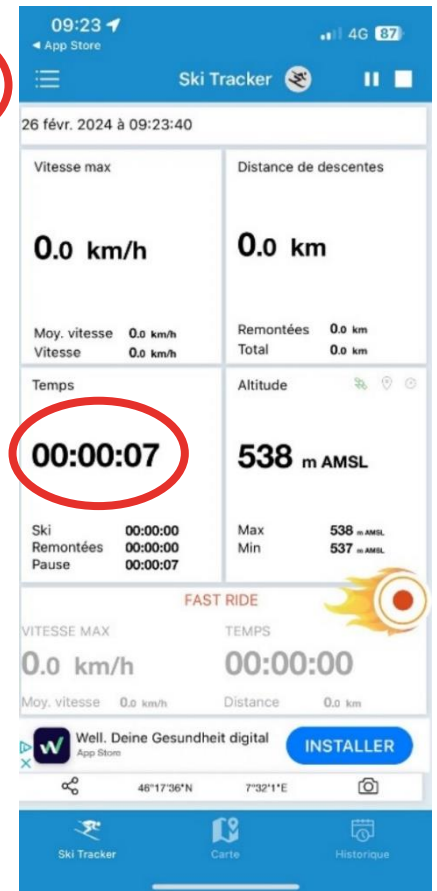 09:23
4G 87
◄ App Store
Ski Tracker
26 févr. 2024 à 09:23:40
Vitesse max
Distance de descentes
0.0 km/h
0.0 km
Moy. vitesse 0.0 km/h
Vitesse 0.0 km/h
Remontées 0.0 km
Total 0.0 km
Temps
Altitude
00:00:07
538 m AMSL
Ski 00:00:00
Remontées 00:00:00
Pause 00:00:07
Max 538 m AMSL
Min 537 m AMSL
FAST RIDE
VITESSE MAX
TEMPS
0.0 km/h
00:00:00
Moy. vitesse 0.0 km/h
Distance 0.0 km
Well. Deine Gesundheit digital
App Store
INSTALLER
46°17'36"N
7°32'1"E
Ski Tracker
Carte
Historique